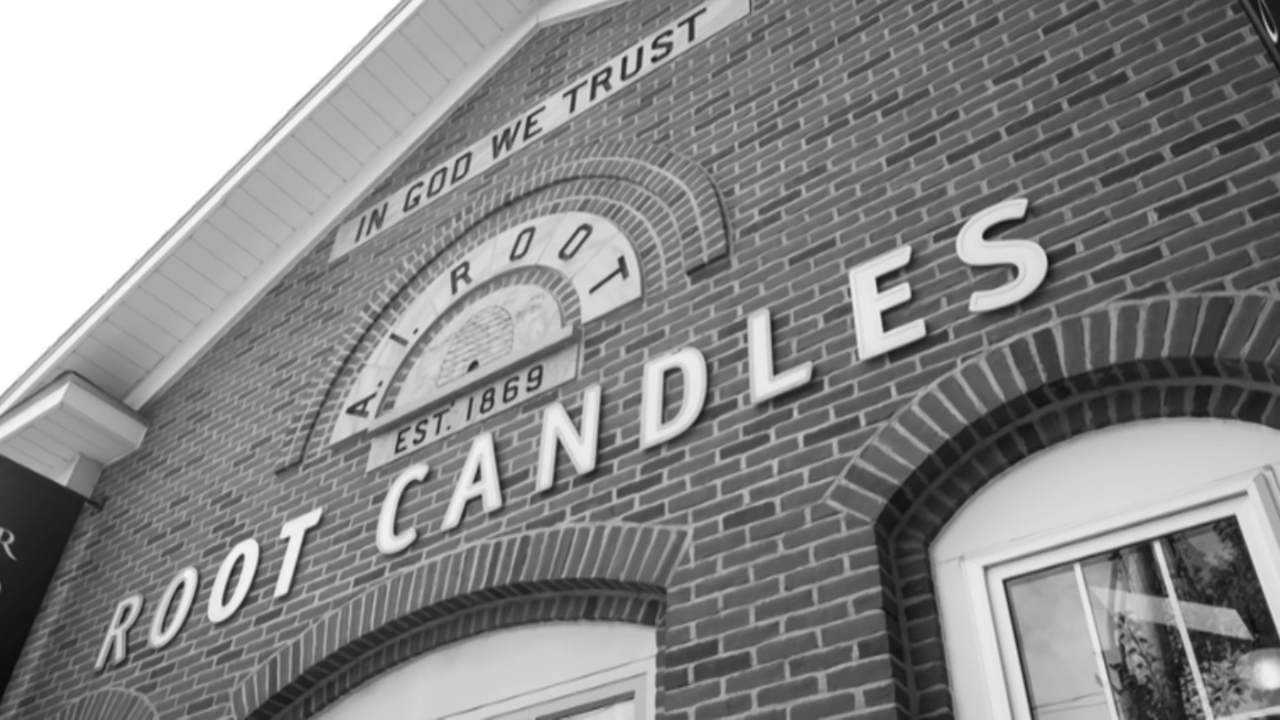 IN GOD WE TRUST
A. I. ROOT
EST. 1869
ROOT CANDLES
R